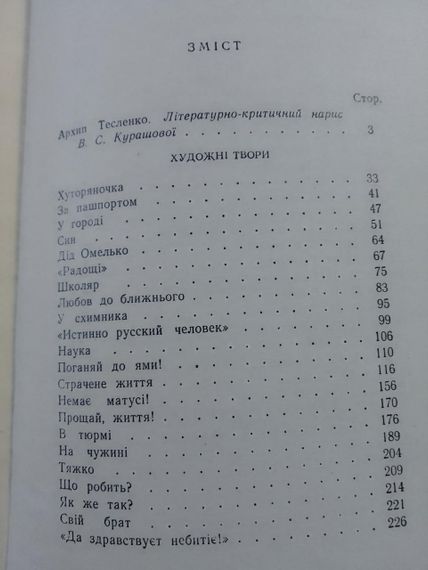 ЗМІСТ
Стор.
Архип Тесленко. Літературно-критичний нарис
В. С. Курашової . . . . . . . . . . 3
ХУДОЖНІ ТВОРИ
Хуторяночка . . . . . . . . . . 33
За пашпортом . . . . . . . . . . 41
У городі . . . . . . . . . . 47
Син . . . . . . . . . . 51
Дід Омелько . . . . . . . . . . 64
«Радощі» . . . . . . . . . . 67
Школяр . . . . . . . . . . 75
Любов до ближнього . . . . . . . . . . 83
У схимника . . . . . . . . . . 95
«Истинно русский человек» . . . . . . . . . . 99
Наука . . . . . . . . . . 106
Поганяй до ями! . . . . . . . . . . 110
Страчене життя . . . . . . . . . . 116
Немає матусі! . . . . . . . . . . 156
Прощай, життя! . . . . . . . . . . 170
В тюрмі . . . . . . . . . . 176
На чужині . . . . . . . . . . 189
Тяжко . . . . . . . . . . 204
Що робить? . . . . . . . . . . 209
Як же так? . . . . . . . . . . 214
Свій брат . . . . . . . . . . 221
«Да здравствует небитіє!» . . . . . . . . . . 226